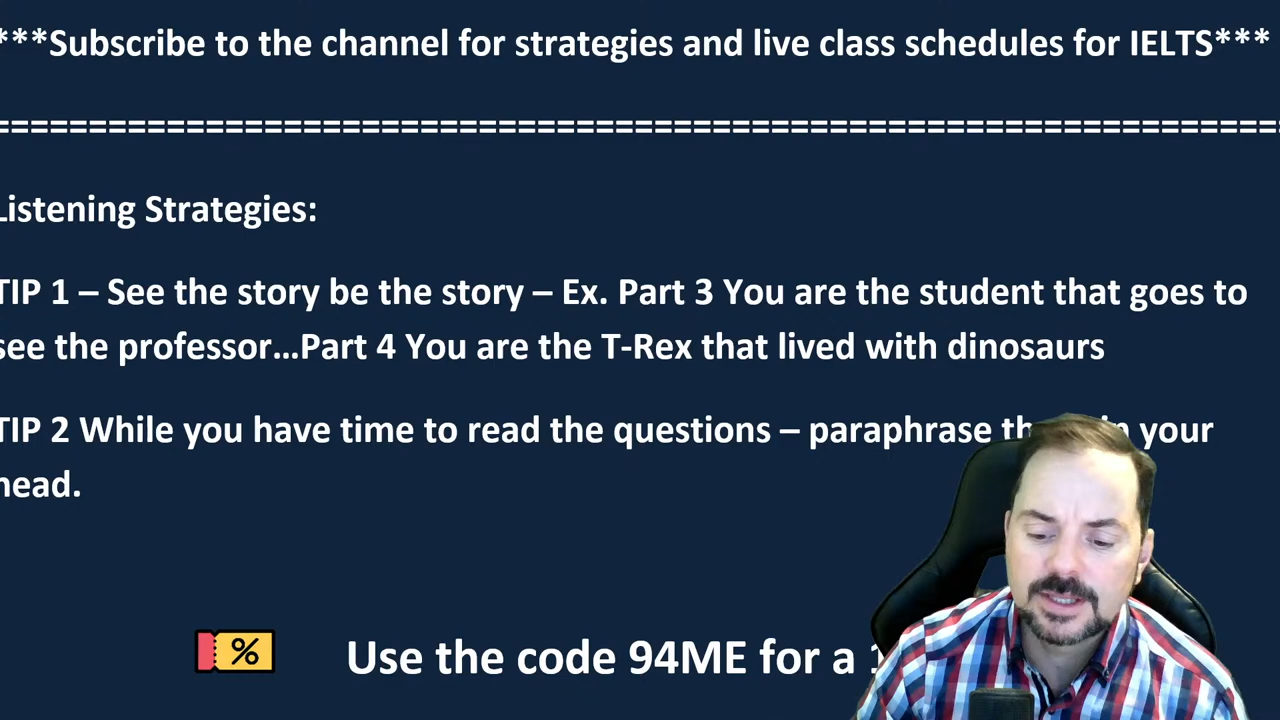 ***Subscribe to the channel for strategies and live class schedules for IELTS***
=================================================================
Listening Strategies:
TIP 1 – See the story be the story – Ex. Part 3 You are the student that goes to
see the professor...Part 4 You are the T-Rex that lived with dinosaurs
TIP 2 While you have time to read the questions – paraphrase in your
head.
% Use the code 94ME for a